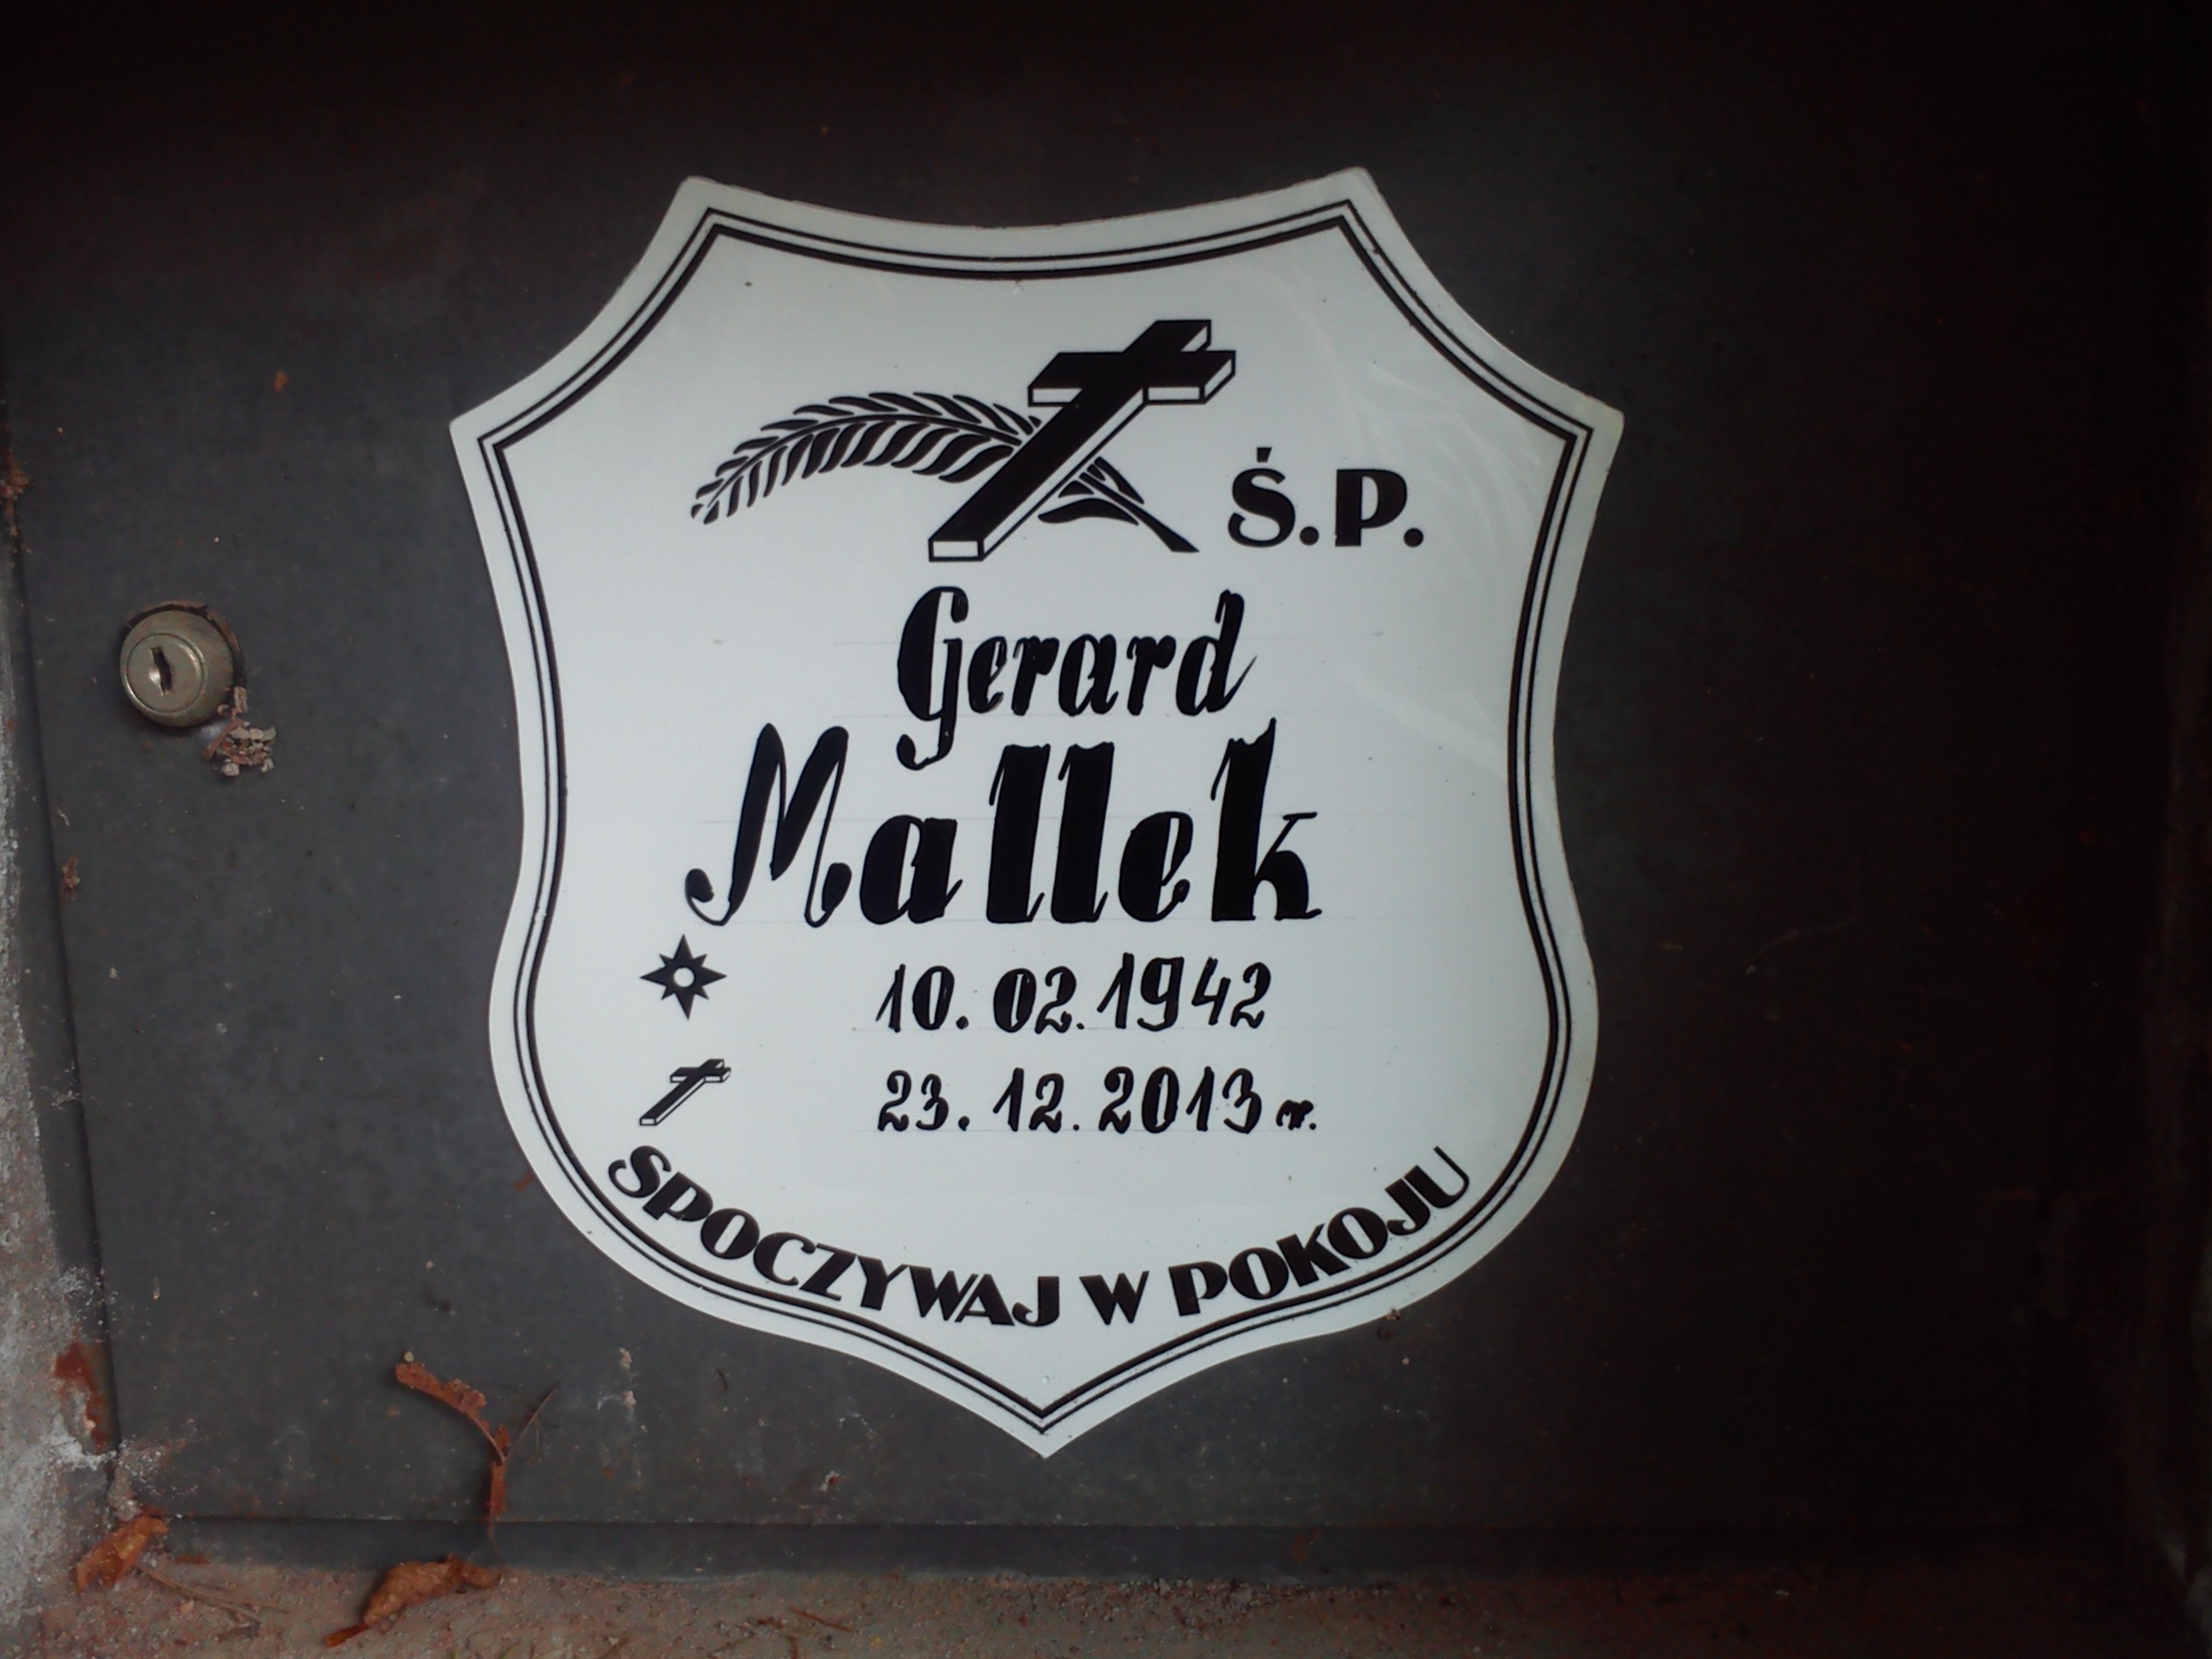 Ś.P.
Gerard
Mallek
10.02.1942
23.12.2013 r.
SPOCZYWAJ W POKOJU